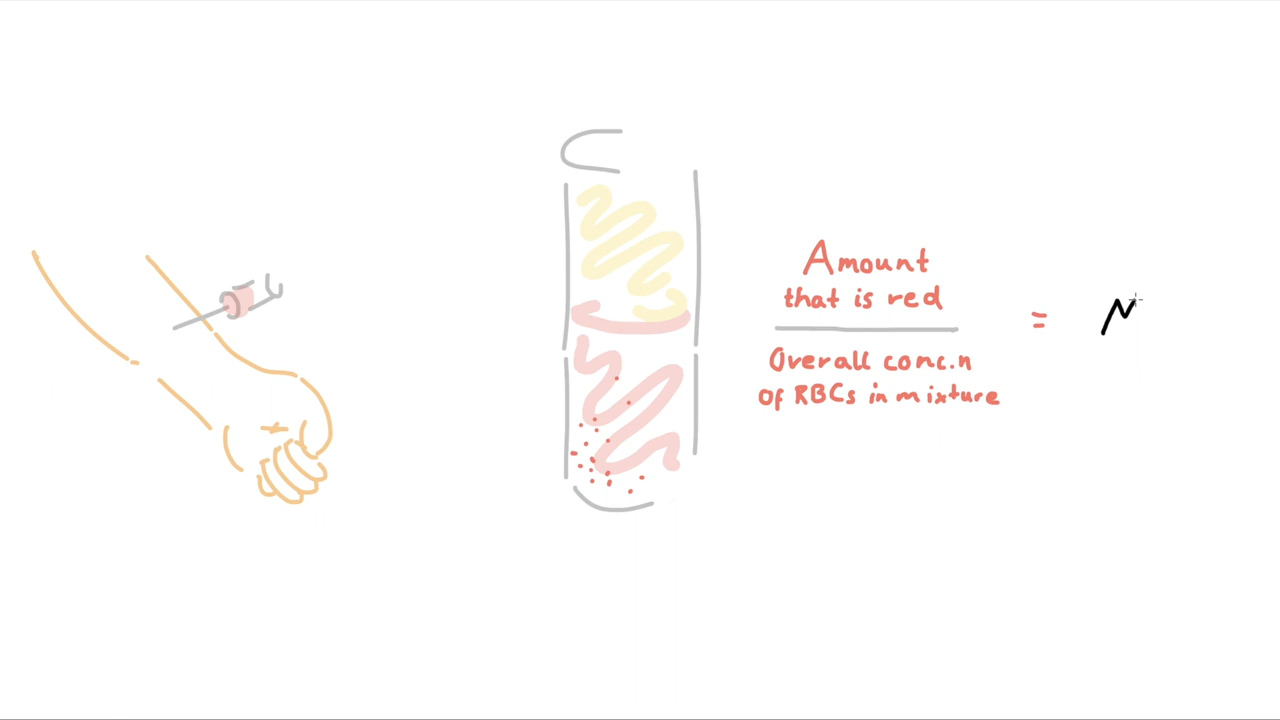 Amount
that is red
Overall conc.n
of RBCs in mixture
=